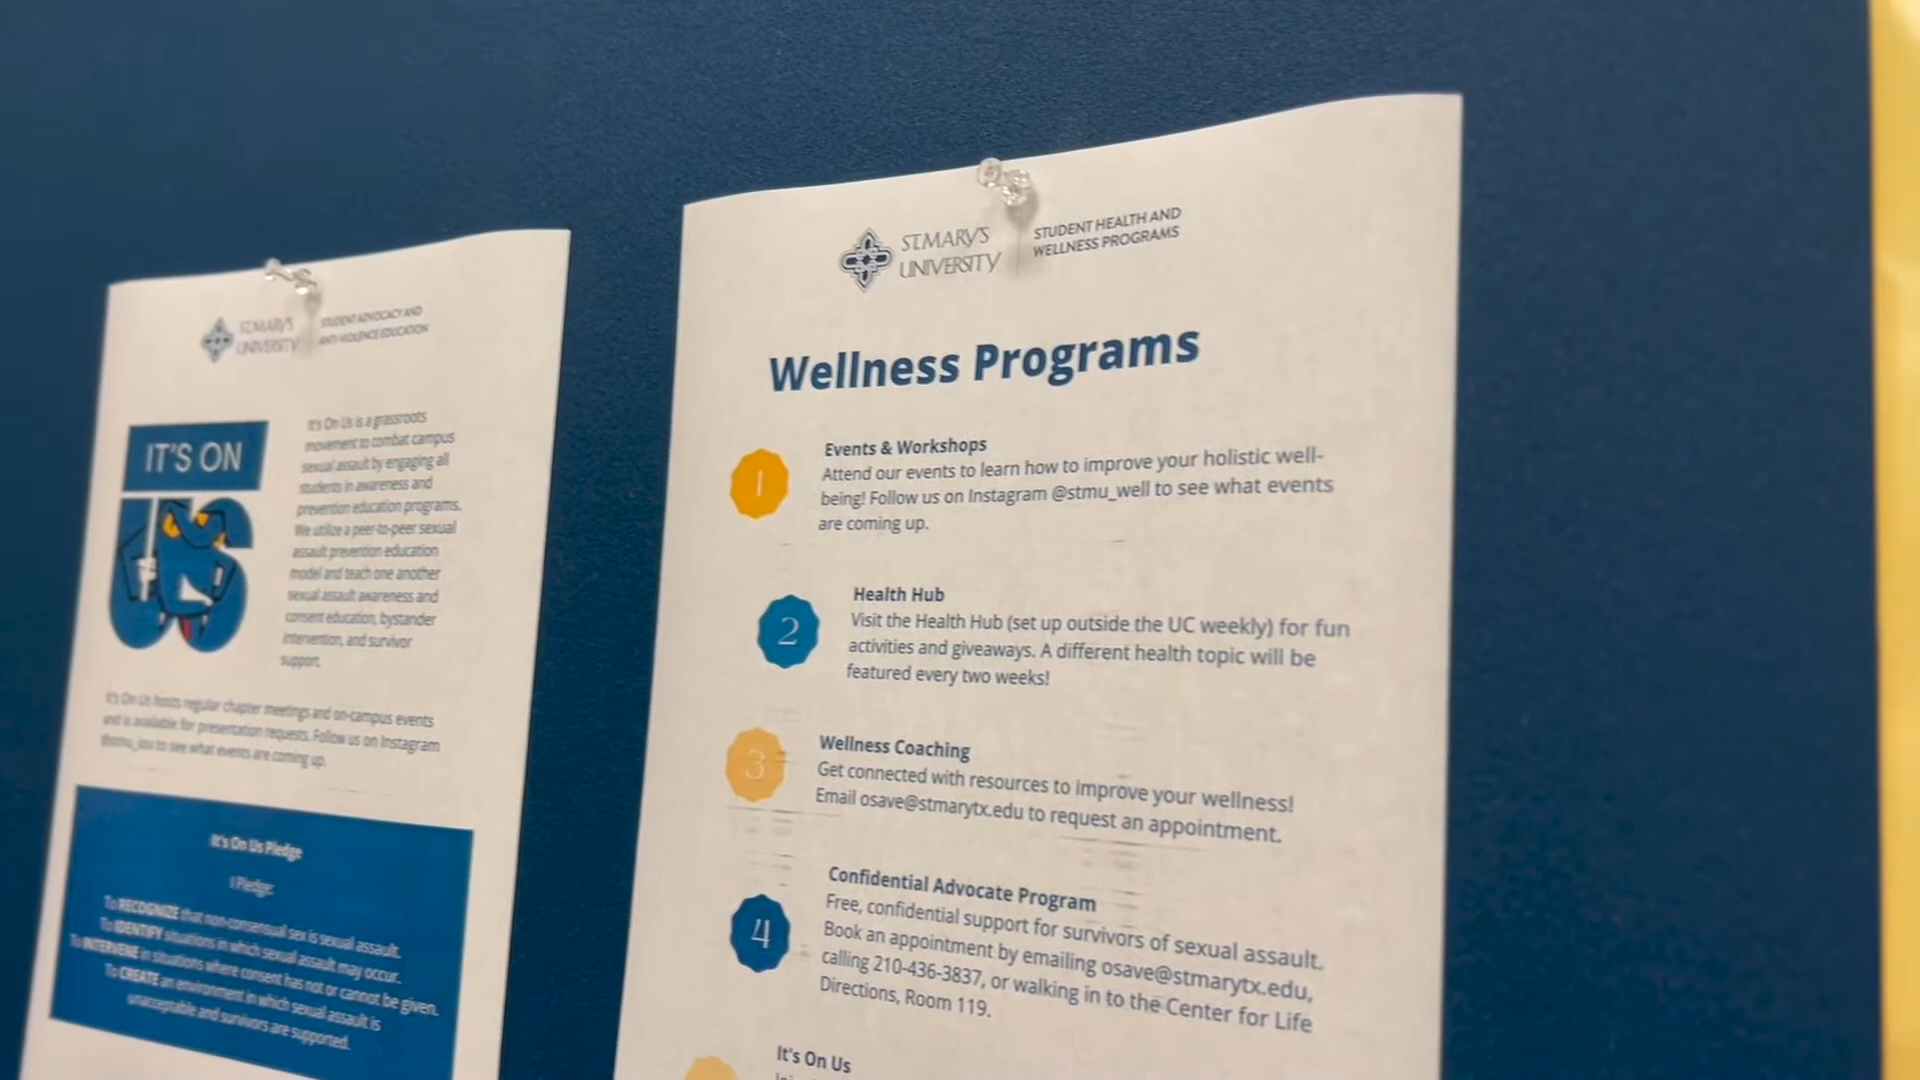 ST. MARY'S
UNIVERSITY
STUDENT ADVOCACY AND
ANTI-VIOLENCE EDUCATION
IT'S ON
US
It's On Us is a grassroots
movement to combat campus
sexual assault by engaging all
students in awareness and
prevention education programs.
We utilize a peer-to-peer sexual
assault prevention education
model and teach one another
sexual assault awareness and
consent education, bystander
intervention, and survivor
support.
It's On Us hosts regular chapter meetings and on-campus events
and is available for presentation requests. Follow us on Instagram
@stmu_iou to see what events are coming up.
It's On Us Pledge
I Pledge:
To RECOGNIZE that non-consensual sex is sexual assault.
To IDENTIFY situations in which sexual assault may occur.
To INTERVENE in situations where consent has not or cannot be given.
To CREATE an environment in which sexual assault is
unacceptable and survivors are supported.
ST. MARY'S
UNIVERSITY
STUDENT HEALTH AND
WELLNESS PROGRAMS
Wellness Programs
1
Events & Workshops
Attend our events to learn how to improve your holistic well-
being! Follow us on Instagram @stmu_well to see what events
are coming up.
2
Health Hub
Visit the Health Hub (set up outside the UC weekly) for fun
activities and giveaways. A different health topic will be
featured every two weeks!
3
Wellness Coaching
Get connected with resources to improve your wellness!
Email osave@stmarytx.edu to request an appointment.
4
Confidential Advocate Program
Free, confidential support for survivors of sexual assault.
Book an appointment by emailing osave@stmarytx.edu,
calling 210-436-3837, or walking in to the Center for Life
Directions, Room 119.
It's On Us